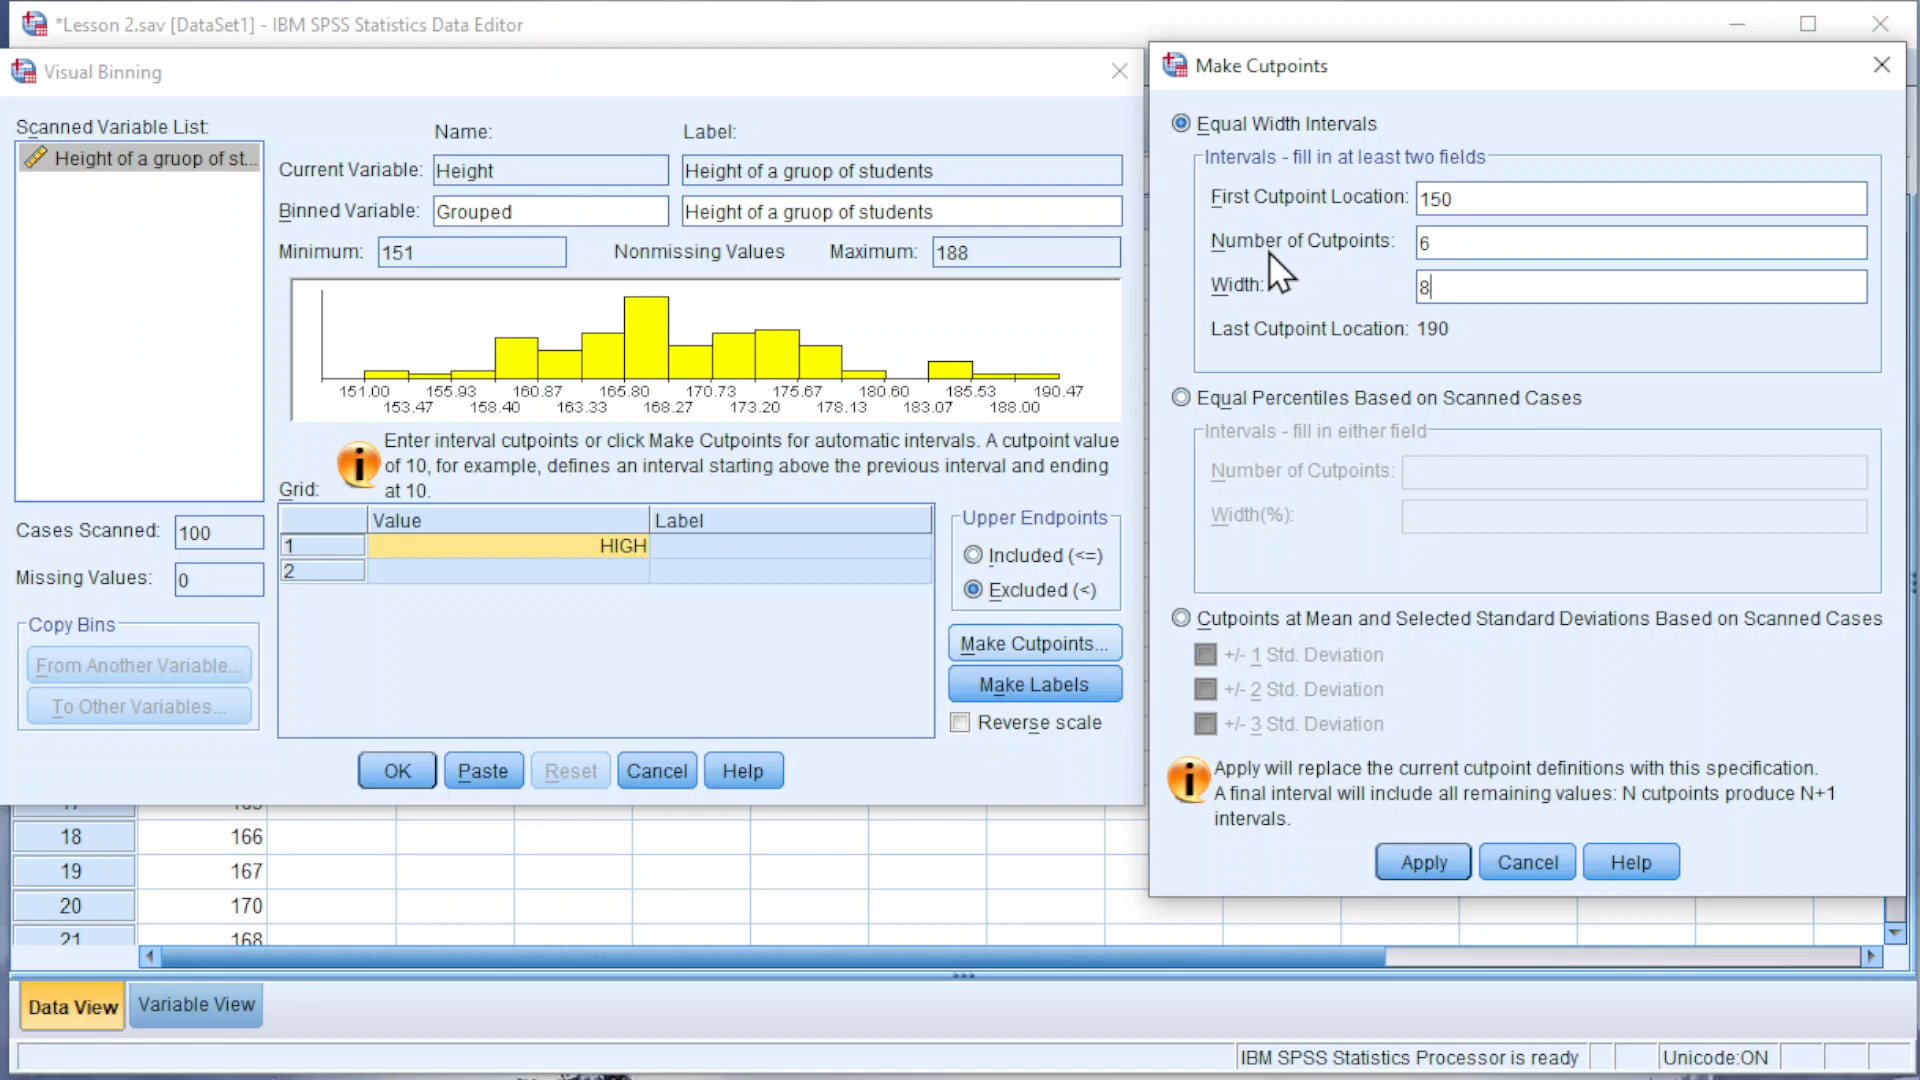 *Lesson 2.sav [DataSet1] - IBM SPSS Statistics Data Editor
Visual Binning
Scanned Variable List:
Height of a gruop of st...
Name:
Label:
Current Variable:
Height
Height of a gruop of students
Binned Variable:
Grouped
Height of a gruop of students
Minimum:
151
Nonmissing Values
Maximum:
188
151.00 155.93 160.87 165.80 170.73 175.67 180.60 185.53 190.47
153.47 158.40 163.33 168.27 173.20 178.13 183.07 188.00
Enter interval cutpoints or click Make Cutpoints for automatic intervals. A cutpoint value
of 10, for example, defines an interval starting above the previous interval and ending
at 10.
Grid:
Value
Label
1
HIGH
2
Cases Scanned:
100
Missing Values:
0
Copy Bins
From Another Variable...
To Other Variables...
Upper Endpoints
Included (<=)
Excluded (<)
Make Cutpoints...
Make Labels
Reverse scale
OK
Paste
Reset
Cancel
Help
Make Cutpoints
Equal Width Intervals
Intervals - fill in at least two fields
First Cutpoint Location:
150
Number of Cutpoints:
6
Width:
8
Last Cutpoint Location: 190
Equal Percentiles Based on Scanned Cases
Intervals - fill in either field
Number of Cutpoints:
Width(%):
Cutpoints at Mean and Selected Standard Deviations Based on Scanned Cases
+/- 1 Std. Deviation
+/- 2 Std. Deviation
+/- 3 Std. Deviation
Apply will replace the current cutpoint definitions with this specification.
A final interval will include all remaining values: N cutpoints produce N+1
intervals.
Apply
Cancel
Help
18
166
19
167
20
170
21
168
Data View
Variable View
IBM SPSS Statistics Processor is ready
Unicode:ON